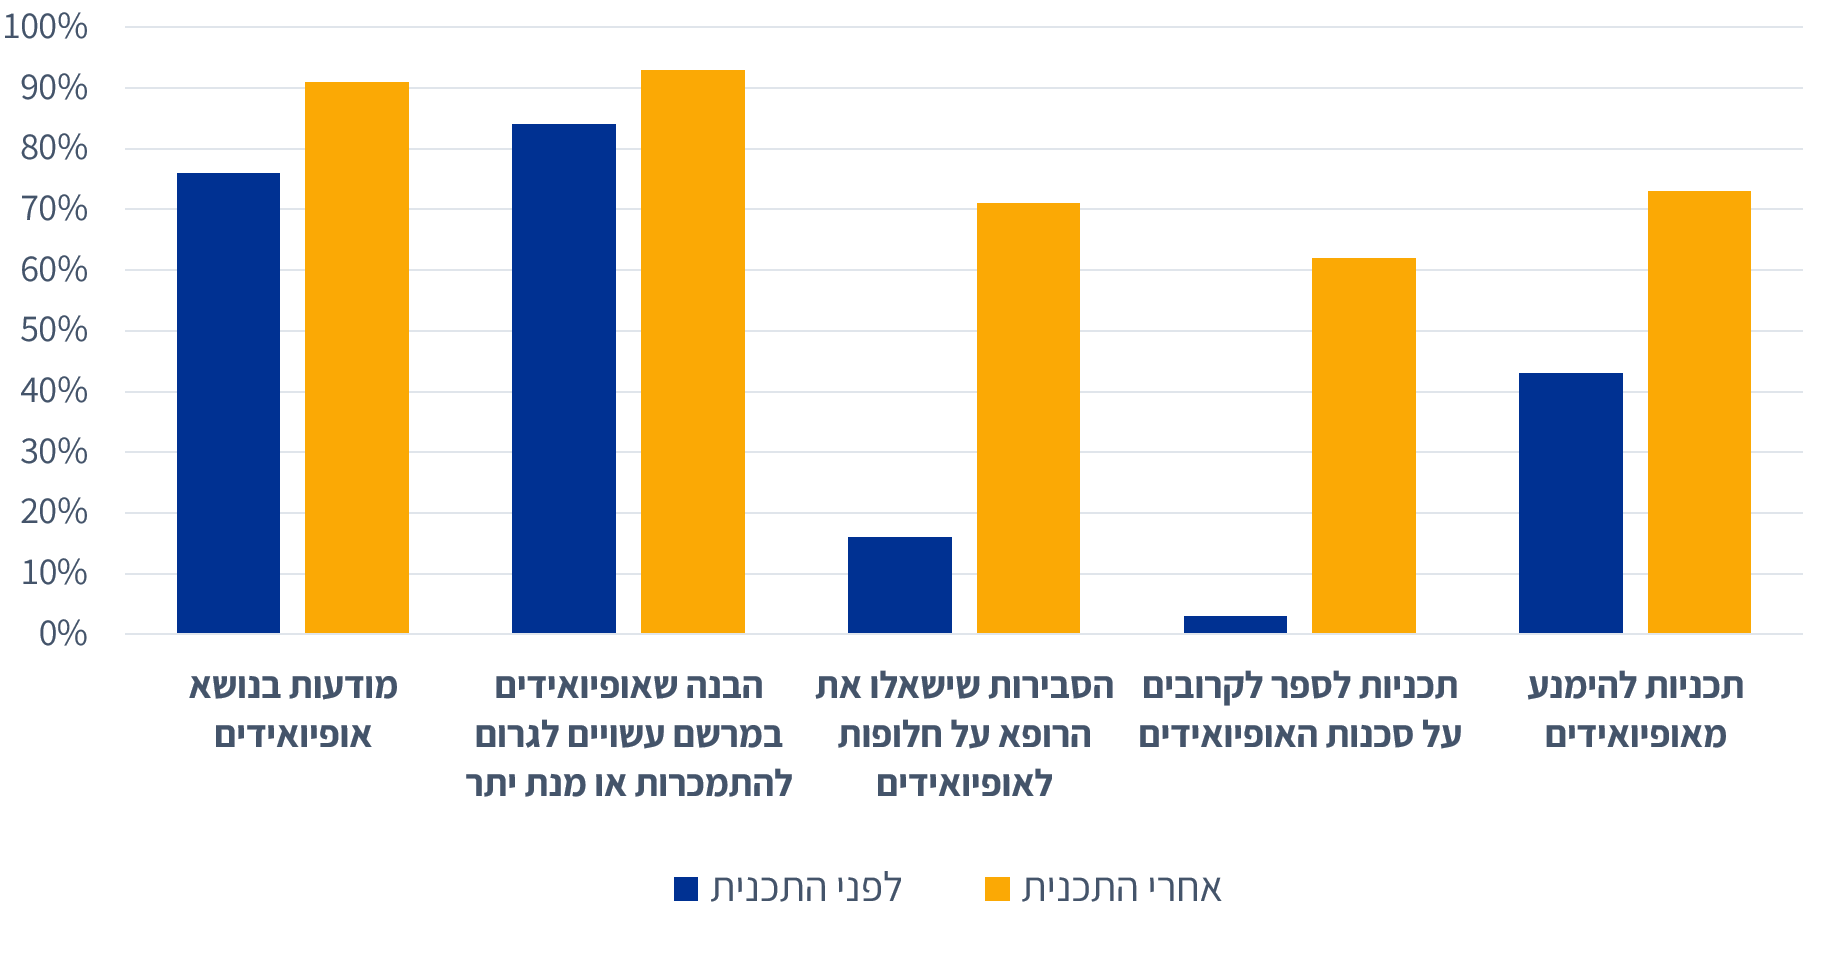 100%
90%
80%
70%
60%
50%
40%
30%
20%
10%
0%
מודעות בנושא
אופיואידים
הבנה שאופיואידים
במרשם עשויים לגרום
להתמכרות או מנת יתר
הסבירות שישאלו את
הרופא על חלופות
לאופיואידים
תכניות לספר לקרובים
על סכנות האופיואידים
תכניות להימנע
מאופיואידים
לפני התכנית
אחרי התכנית